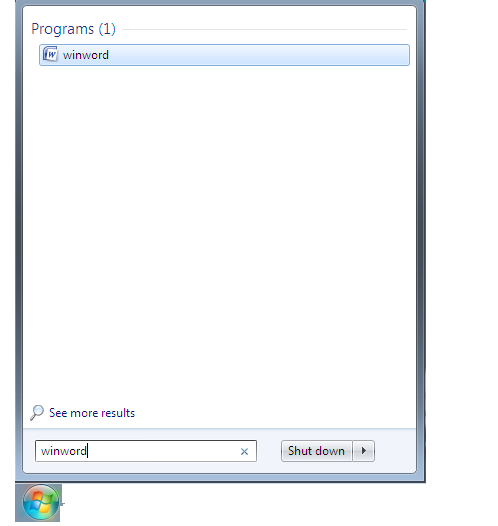 Programs (1)
winword
See more results
winword
Shut down